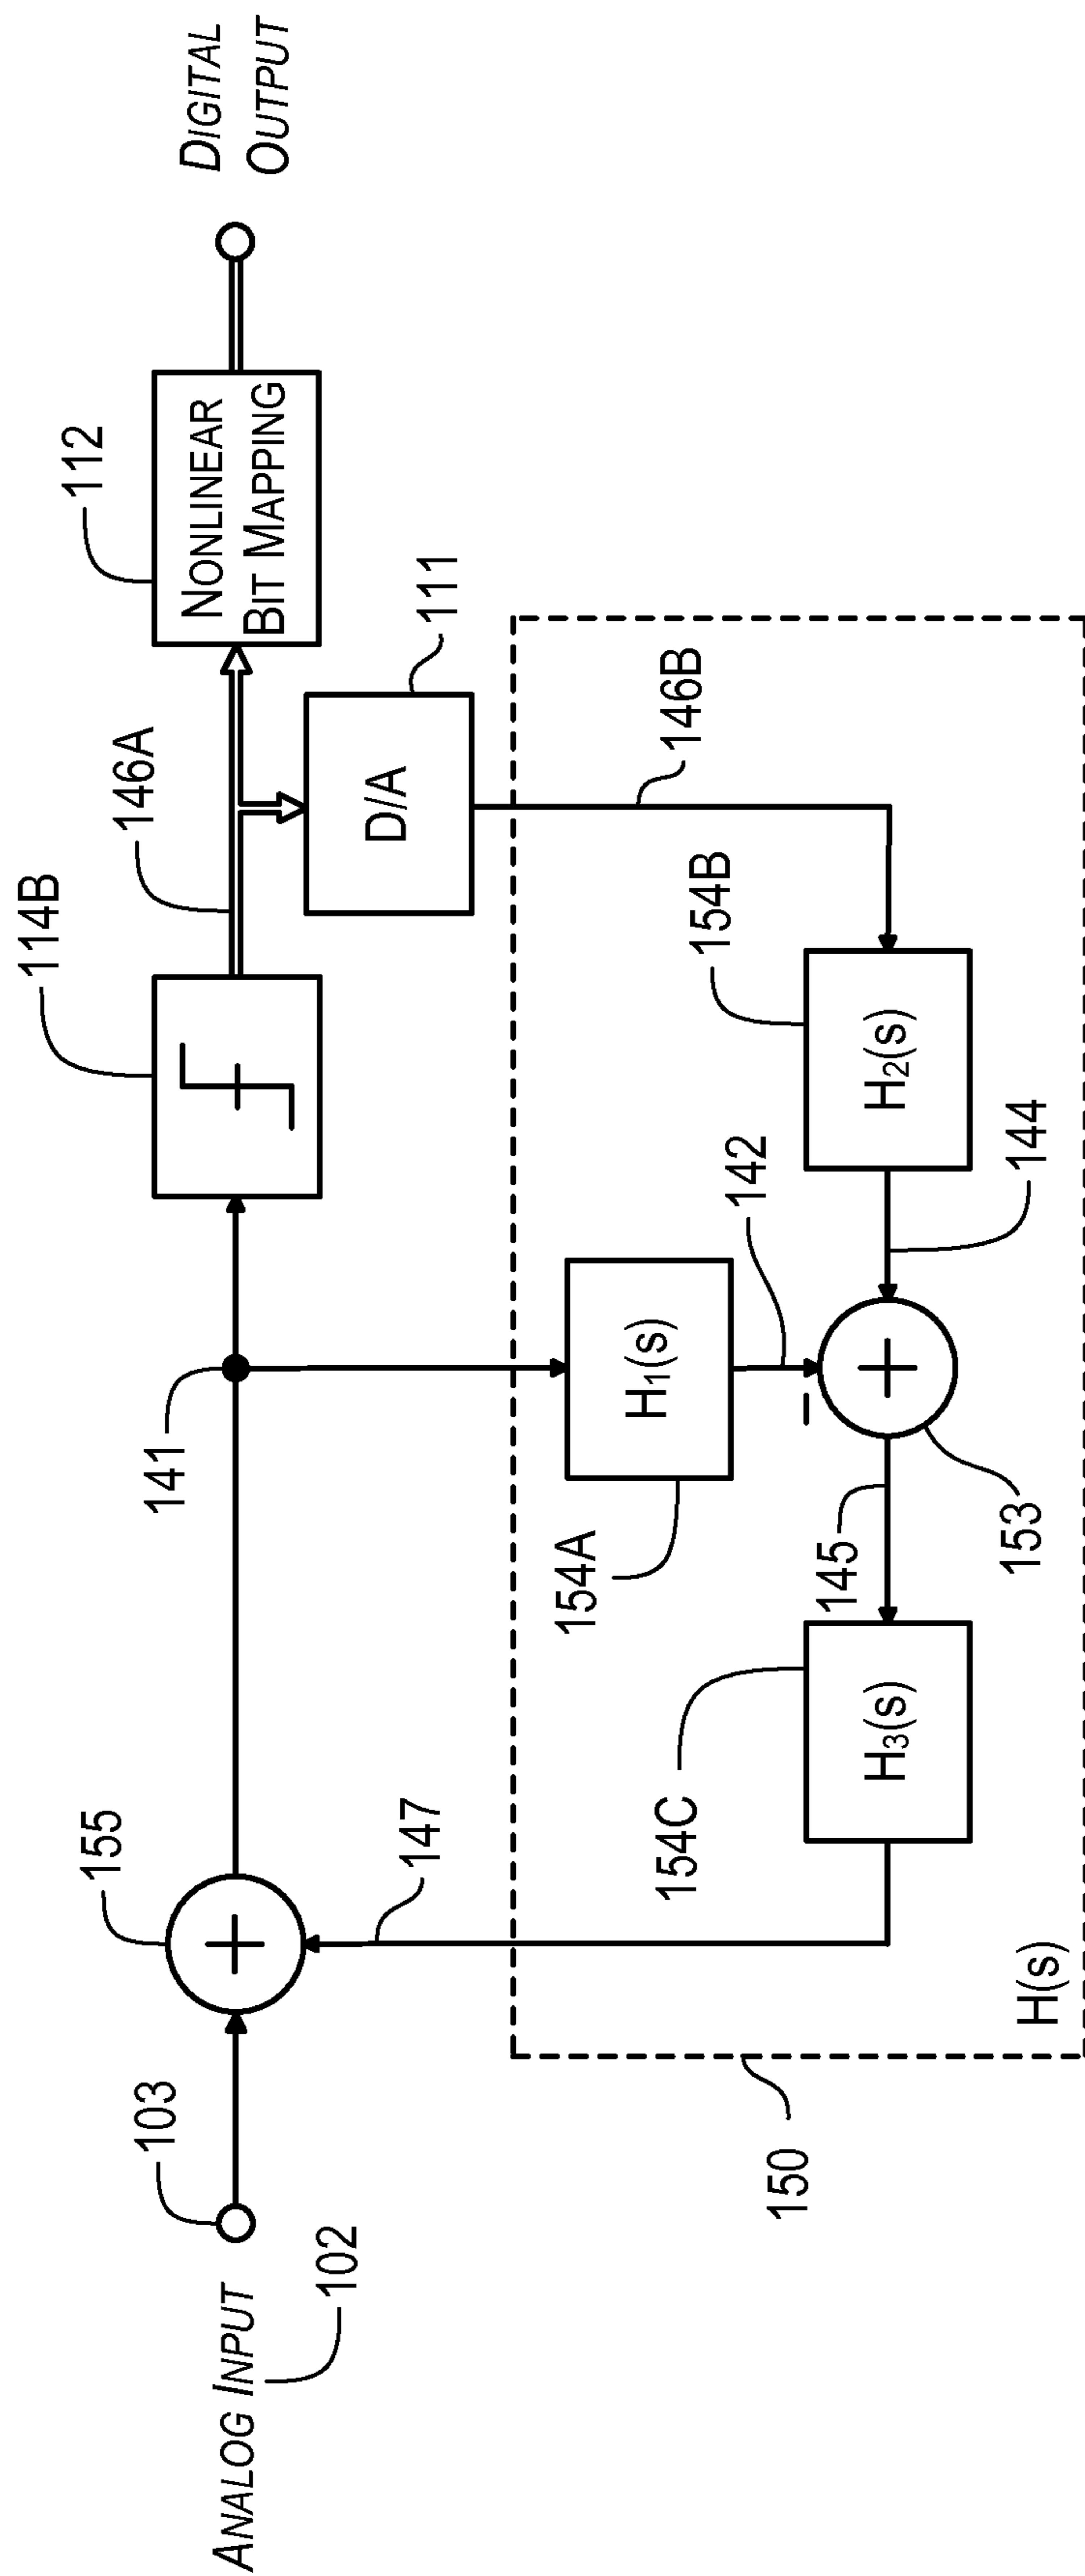 ANALOG INPUT
102
103
155
141
114B
146A
112
NONLINEAR
BIT MAPPING
DIGITAL
OUTPUT
D/A
111
147
154A
H₁(s)
142
146B
154B
H₂(s)
144
153
145
154C
H₃(s)
H(s)
150
+
+
−